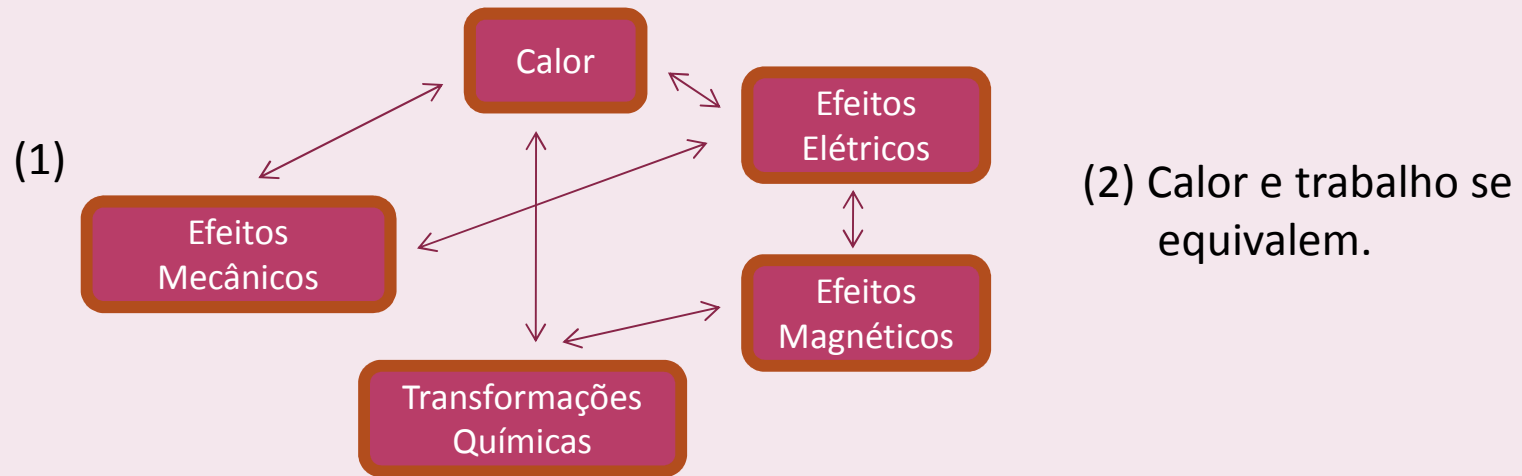 Calor
Efeitos
Elétricos
(1)
(2) Calor e trabalho se
equivalem.
Efeitos
Mecânicos
Efeitos
Magnéticos
Transformações
Químicas